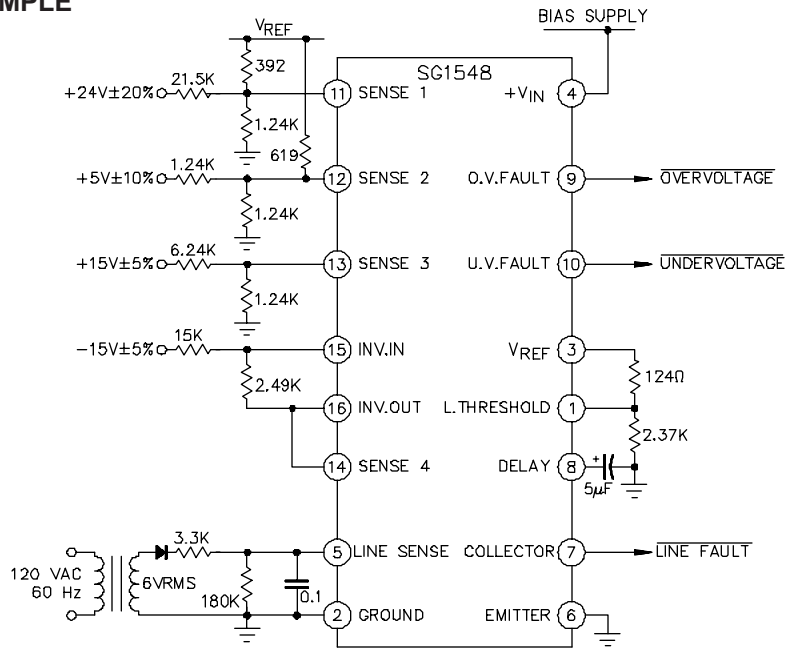 MPLE
BIAS SUPPLY
VREF
392
SG1548
21.5K
+24V±20%
11 SENSE 1
+VIN 4
1.24K
619
1.24K
+5V±10%
12 SENSE 2
O.V.FAULT 9
OVERVOLTAGE
1.24K
6.24K
+15V±5%
13 SENSE 3
U.V.FAULT 10
UNDERVOLTAGE
1.24K
15K
-15V±5%
15 INV.IN
VREF 3
124Ω
2.49K
16 INV.OUT
L.THRESHOLD 1
2.37K
14 SENSE 4
DELAY 8
+
5µF
3.3K
5 LINE SENSE
COLLECTOR 7
LINE FAULT
120 VAC
60 Hz
6VRMS
180K
0.1
2 GROUND
EMITTER 6